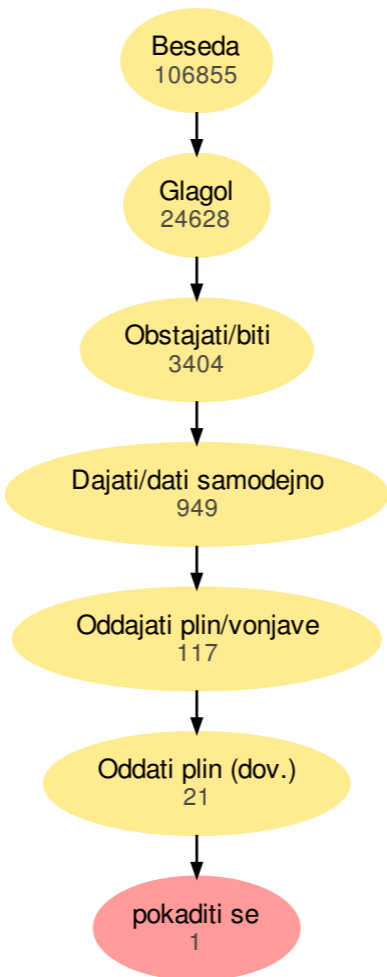 Beseda
106855
Glagol
24628
Obstajati/biti
3404
Dajati/dati samodejno
949
Oddajati plin/vonjave
117
Oddati plin (dov.)
21
pokaditi se
1